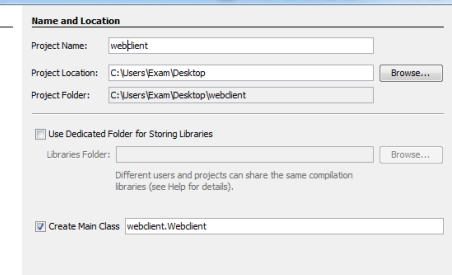 Name and Location
Project Name: webclient
Project Location: C:\Users\Exam\Desktop Browse...
Project Folder: C:\Users\Exam\Desktop\webclient
Use Dedicated Folder for Storing Libraries
Libraries Folder: Browse...
Different users and projects can share the same compilation
libraries (see Help for details).
Create Main Class webclient.Webclient